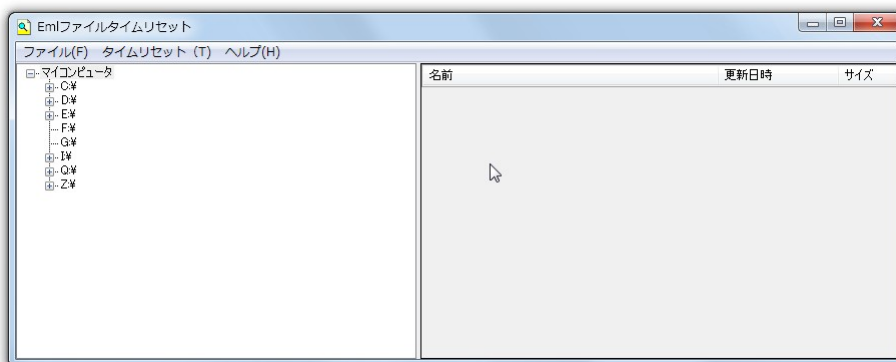 Emlファイルタイムリセット
ファイル(F) タイムリセット (T) ヘルプ(H)
マイコンピュータ
C:¥
D:¥
E:¥
F:¥
G:¥
I:¥
Q:¥
Z:¥
名前 更新日時 サイズ